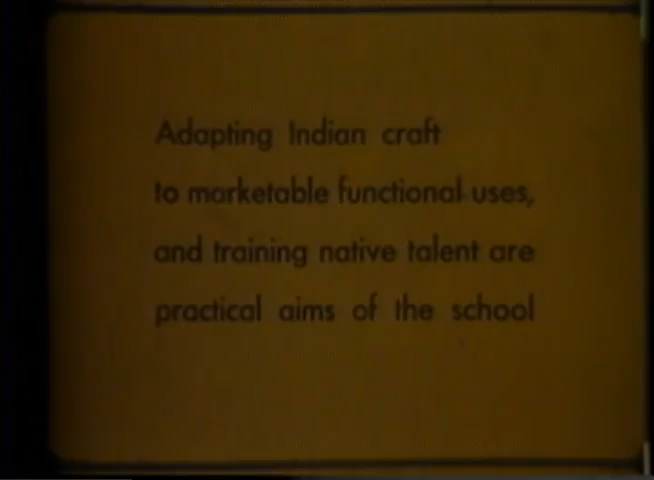 Adapting Indian craft
to marketable functional uses,
and training native talent are
practical aims of the school